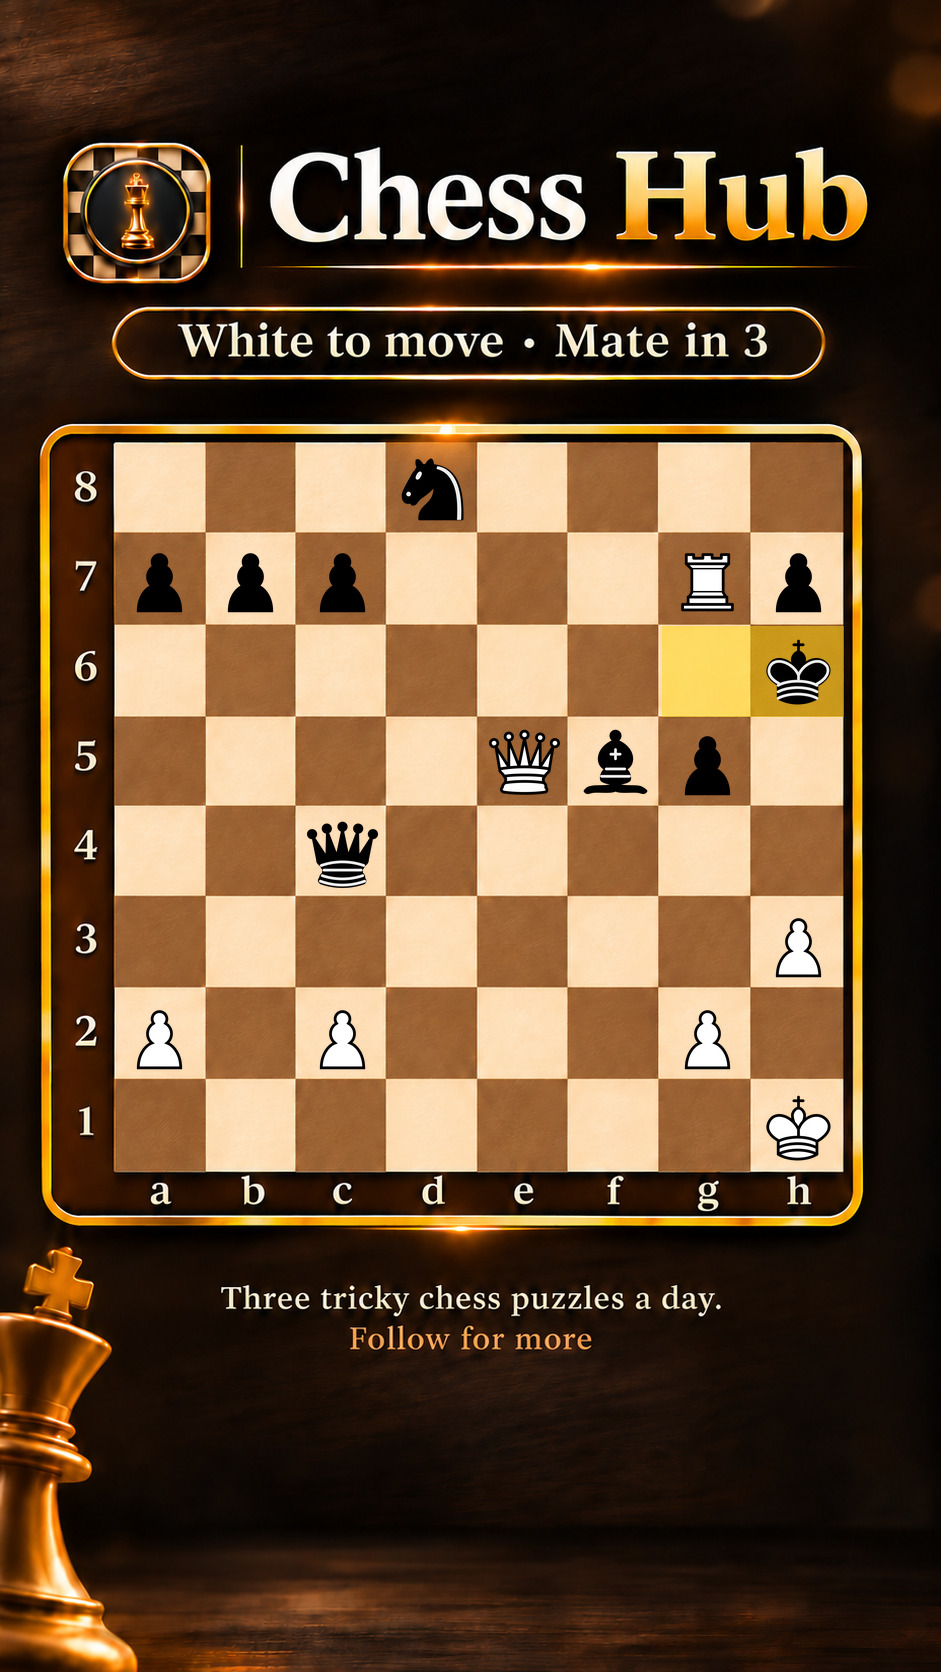 Chess Hub
White to move • Mate in 3
8
7
6
5
4
3
2
1
a b c d e f g h
Three tricky chess puzzles a day.
Follow for more